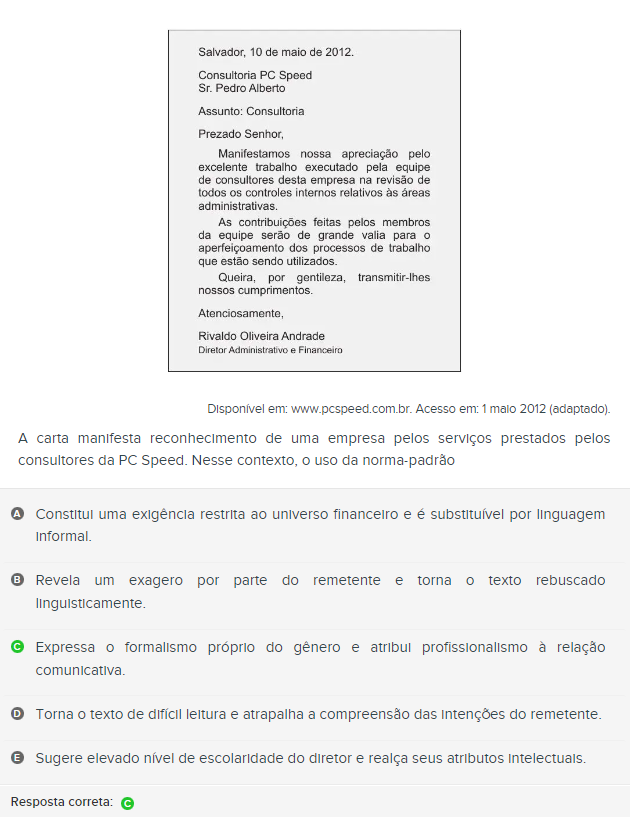 Salvador, 10 de maio de 2012.
Consultoria PC Speed
Sr. Pedro Alberto
Assunto: Consultoria
Prezado Senhor,
Manifestamos nossa apreciação pelo
excelente trabalho executado pela equipe
de consultores desta empresa na revisão de
todos os controles internos relativos às áreas
administrativas.
As contribuições feitas pelos membros
da equipe serão de grande valia para o
aperfeiçoamento dos processos de trabalho
que estão sendo utilizados.
Queira, por gentileza, transmitir-lhes
nossos cumprimentos.
Atenciosamente,
Rivaldo Oliveira Andrade
Diretor Administrativo e Financeiro
Disponível em: www.pcspeed.com.br. Acesso em: 1 maio 2012 (adaptado).
A carta manifesta reconhecimento de uma empresa pelos serviços prestados pelos
consultores da PC Speed. Nesse contexto, o uso da norma-padrão
A Constitui uma exigência restrita ao universo financeiro e é substituível por linguagem
informal.
B Revela um exagero por parte do remetente e torna o texto rebuscado
linguisticamente.
C Expressa o formalismo próprio do gênero e atribui profissionalismo à relação
comunicativa.
D Torna o texto de difícil leitura e atrapalha a compreensão das intenções do remetente.
E Sugere elevado nível de escolaridade do diretor e realça seus atributos intelectuais.
Resposta correta: C